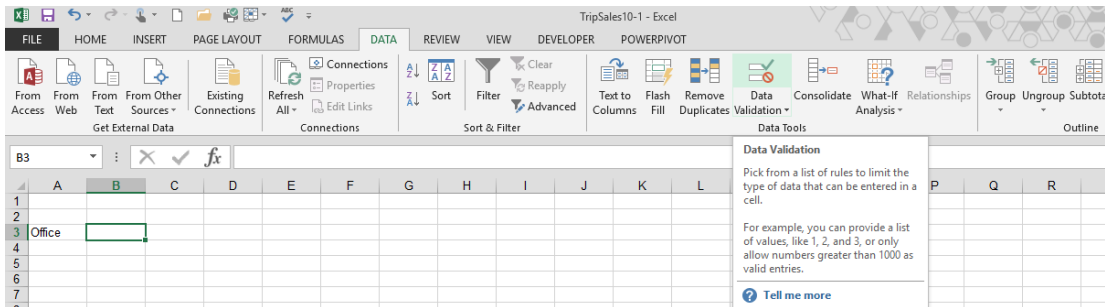 ABC
TripSales10-1 - Excel
FILE HOME INSERT PAGE LAYOUT FORMULAS DATA REVIEW VIEW DEVELOPER POWERPIVOT
From Access
From Web
From Text
From Other Sources
Existing Connections
Get External Data
Refresh All
Connections
Properties
Edit Links
Connections
Sort
Filter
Clear
Reapply
Advanced
Sort & Filter
Text to Columns
Flash Fill
Remove Duplicates
Data Validation
Consolidate
What-If Analysis
Relationships
Data Tools
Group
Ungroup
Subtota
Outline
B3
fx
A B C D E F G H I J K L P Q R
1
2
3 Office
4
5
6
7
Data Validation
Pick from a list of rules to limit the
type of data that can be entered in a
cell.
For example, you can provide a list
of values, like 1, 2, and 3, or only
allow numbers greater than 1000 as
valid entries.
Tell me more